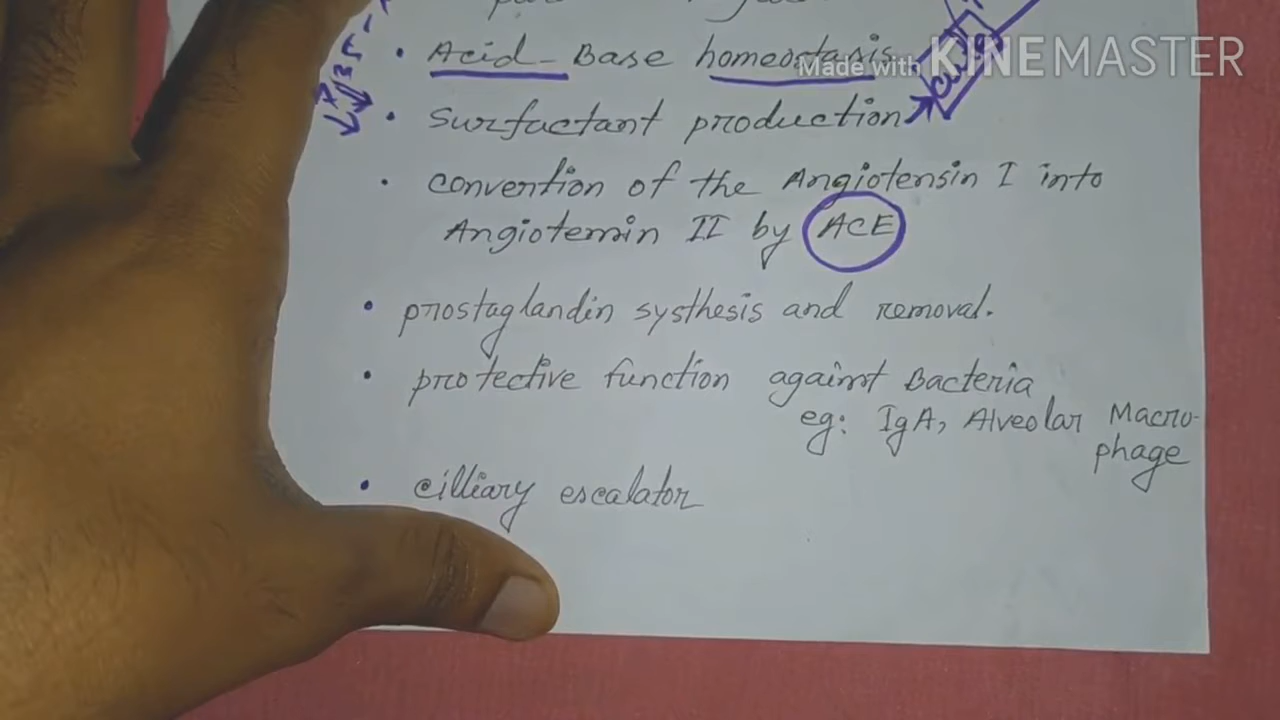 • Acid - Base homeostasis
Made with KINEMASTER
• Surfactant production
• convention of the Angiotensin I into
Angiotemin II by ACE
• prostaglandin systhesis and removal.
• protective function against Bacteria
eg: IgA, Alveolar Macro-
phage
• cilliary escalator